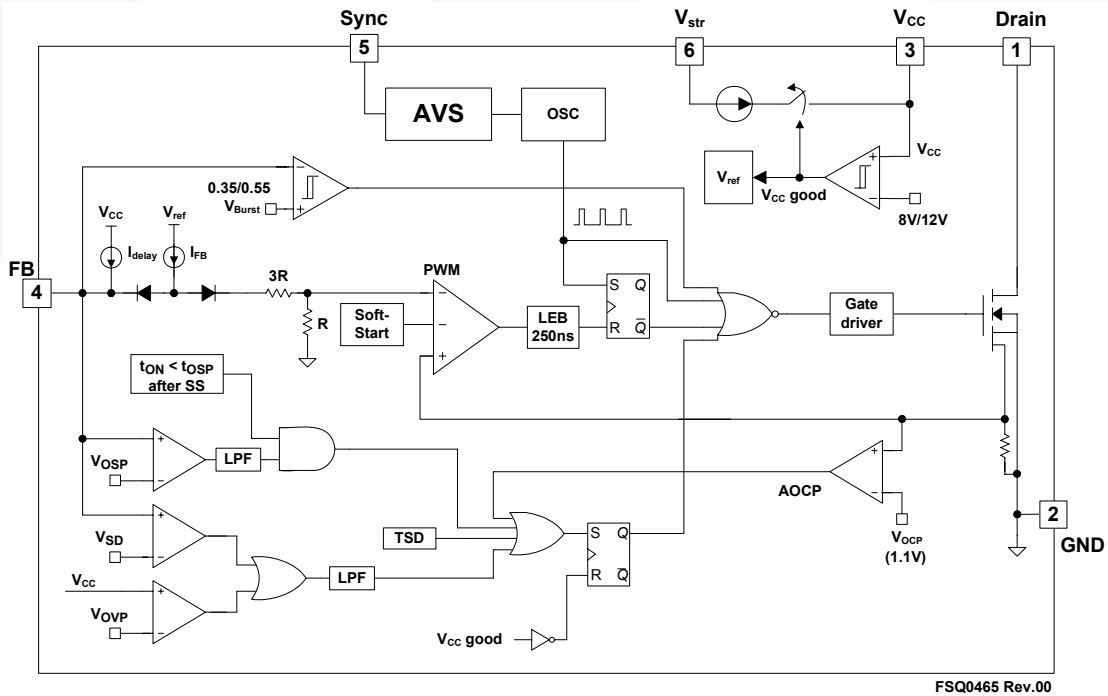 Sync
5
Vstr
6
VCC
3
Drain
1
AVS
OSC
VCC
Vref
VCC good
8V/12V
0.35/0.55
VBurst
−
+
+
−
VCC
Vref
Idelay
IFB
FB
4
3R
R
PWM
Soft-
Start
−
−
+
LEB
250ns
S Q
R Q̅
Gate
driver
tON < tOSP
after SS
VOSP
+
−
LPF
AOCP
+
−
VOCP
(1.1V)
2
GND
VSD
+
−
TSD
S Q
R Q̅
LPF
VCC
VOVP
+
−
VCC good
FSQ0465 Rev.00